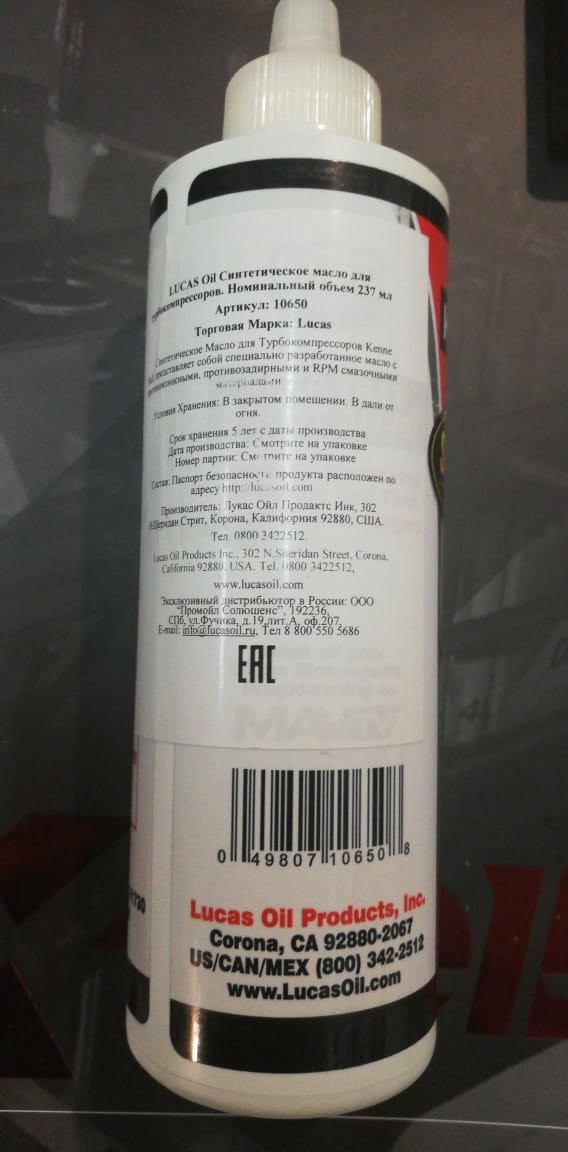 LUCAS Oil Синтетическое масло для
турбокомпрессоров. Номинальный объем 237 мл
Артикул: 10650
Торговая Марка: Lucas
Синтетическое Масло для Турбокомпрессоров Kenne
Bell представляет собой специально разработанное масло с
противоизносными, противозадирными и RPM смазочными
материалами
Условия Хранения: В закрытом помещении. В дали от
огня.
Срок хранения 5 лет с даты производства
Дата производства: Смотрите на упаковке
Номер партии: Смотрите на упаковке
Состав: Паспорт безопасность продукта расположен по
адресу http://lucasoil.com
Производитель: Лукас Ойл Продактс Инк, 302
Н.Шеридан Стрит, Корона, Калифорния 92880, США.
Тел. 0800 3422512.
Lucas Oil Products Inc., 302 N.Sheridan Street, Corona,
California 92880, USA. Tel. 0800 3422512,
www.lucasoil.com
Эксклюзивный дистрибьютор в России: ООО
"Промойл Солюшенс", 192236,
СПб, ул.Фучика, д.19,лит.А, оф.207,
E-mail: info@lucasoil.ru, Тел 8 800 550 5686
EAC
MAVTV
0 49807 10650 8
Lucas Oil Products, Inc.
Corona, CA 92880-2067
US/CAN/MEX (800) 342-2512
www.LucasOil.com